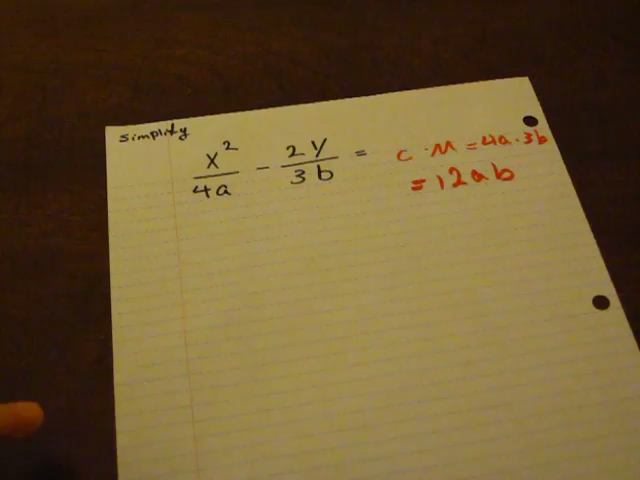 Simplify
x²/4a - 2y/3b = C.M = 4a.3b
= 12ab